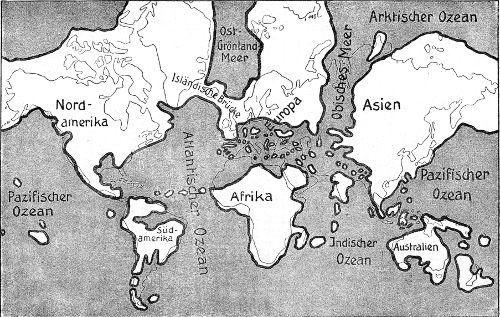 Ost-
Grönland-
Meer
Arktischer Ozean
Obisches Meer
Isländische Brücke
Nord-
amerika
Europa
Asien
Atlantischer Ozean
Pazifischer
Ozean
Afrika
Pazifischer
Ozean
Süd-
amerika
Indischer
Ozean
Australien